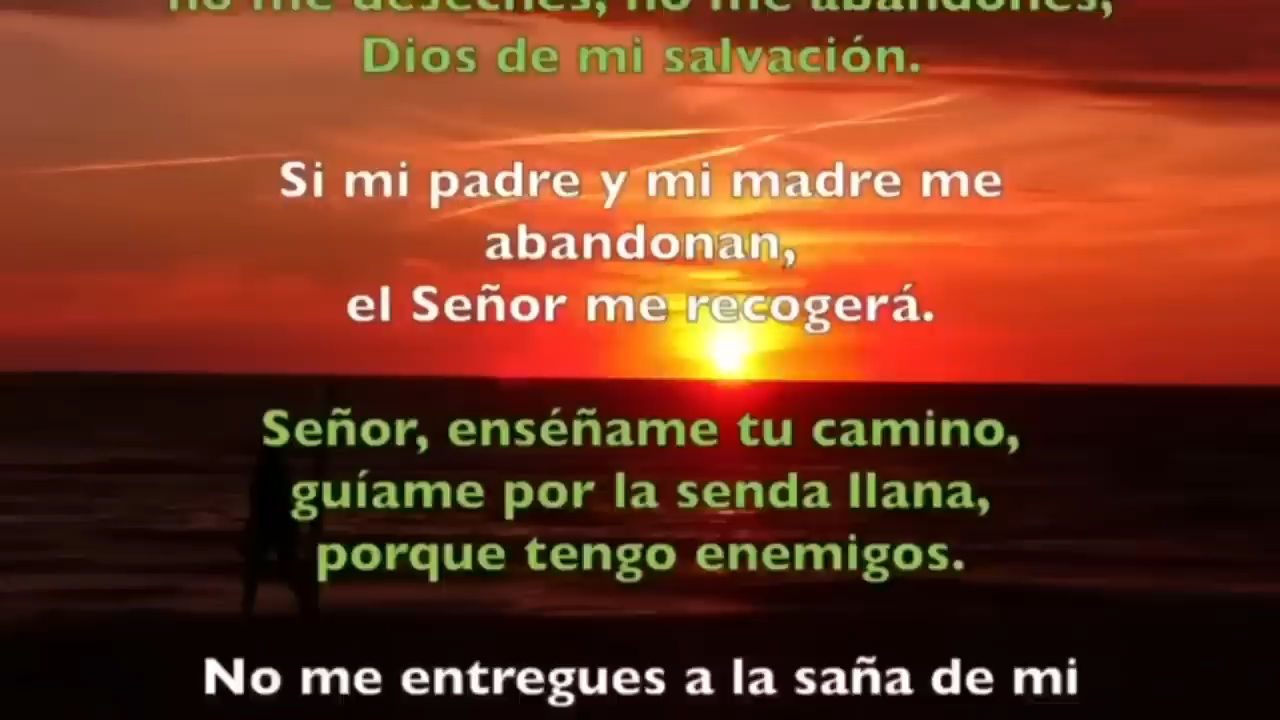 no me deseches, no me abandones,
Dios de mi salvación.
Si mi padre y mi madre me
abandonan,
el Señor me recogerá.
Señor, enséñame tu camino,
guíame por la senda llana,
porque tengo enemigos.
No me entregues a la saña de mi